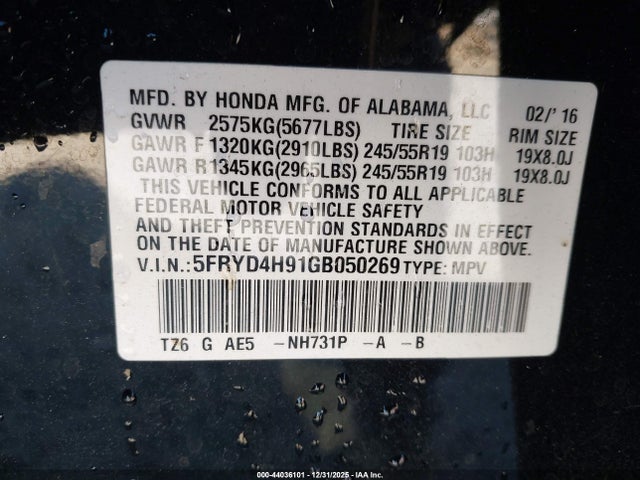 MFD. BY HONDA MFG. OF ALABAMA, LLC 02/' 16
GVWR 2575KG(5677LBS) TIRE SIZE RIM SIZE
GAWR F 1320KG(2910LBS) 245/55R19 103H 19X8.0J
GAWR R 1345KG(2965LBS) 245/55R19 103H 19X8.0J
THIS VEHICLE CONFORMS TO ALL APPLICABLE
FEDERAL MOTOR VEHICLE SAFETY
AND THEFT PREVENTION STANDARDS IN EFFECT
ON THE DATE OF MANUFACTURE SHOWN ABOVE.
V.I.N.:5FRYD4H91GB050269 TYPE: MPV
TZ6 G AE5 -NH731P -A -B
000-44036101 - 12/31/2025 - IAA Inc.